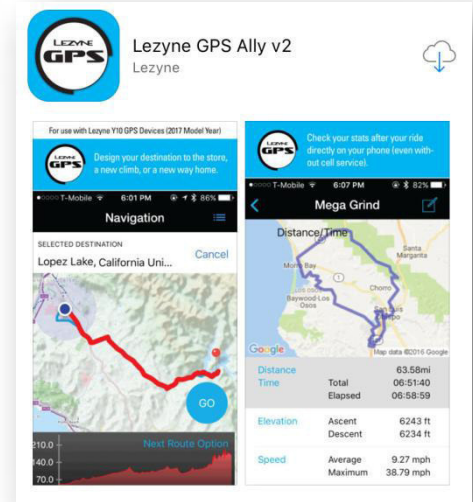 LEZYNE
GPS
Lezyne GPS Ally v2
Lezyne
For use with Lezyne Y10 GPS Devices (2017 Model Year)
LEZYNE
GPS
Design your destination to the store,
a new climb, or a new way home.
T-Mobile 6:01 PM 86%
Navigation
SELECTED DESTINATION
Lopez Lake, California Uni...
Cancel
GO
210.0
Next Route Option
140.0
70.0
LEZYNE
GPS
Check your stats after your ride
directly on your phone (even with-
out cell service).
T-Mobile 6:07 PM 82%
Mega Grind
Distance/Time
Santa
Margarita
Morro Bay
1
Chorro
Baywood-Los
Osos
San Luis
Obispo
Google
Map data ©2016 Google
Distance 63.58mi
Time Total 06:51:40
Elapsed 06:58:59
Elevation Ascent 6243 ft
Descent 6234 ft
Speed Average 9.27 mph
Maximum 38.79 mph